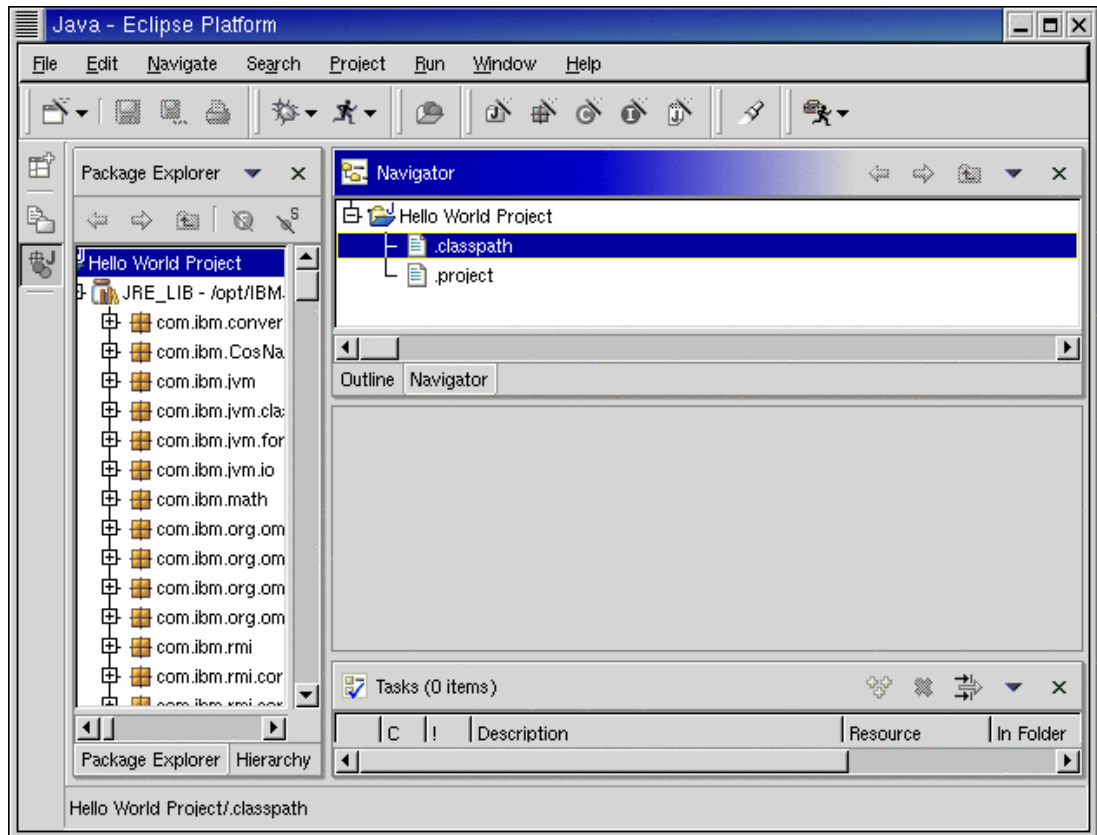 Java - Eclipse Platform
File Edit Navigate Search Project Run Window Help
Package Explorer
Hello World Project
JRE_LIB - /opt/IBM
com.ibm.conver
com.ibm.CosNa
com.ibm.jvm
com.ibm.jvm.cla
com.ibm.jvm.for
com.ibm.jvm.io
com.ibm.math
com.ibm.org.om
com.ibm.org.om
com.ibm.org.om
com.ibm.org.om
com.ibm.rmi
com.ibm.rmi.cor
Package Explorer Hierarchy
Navigator
Hello World Project
.classpath
.project
Outline Navigator
Tasks (0 items)
C ! Description Resource In Folder
Hello World Project/.classpath